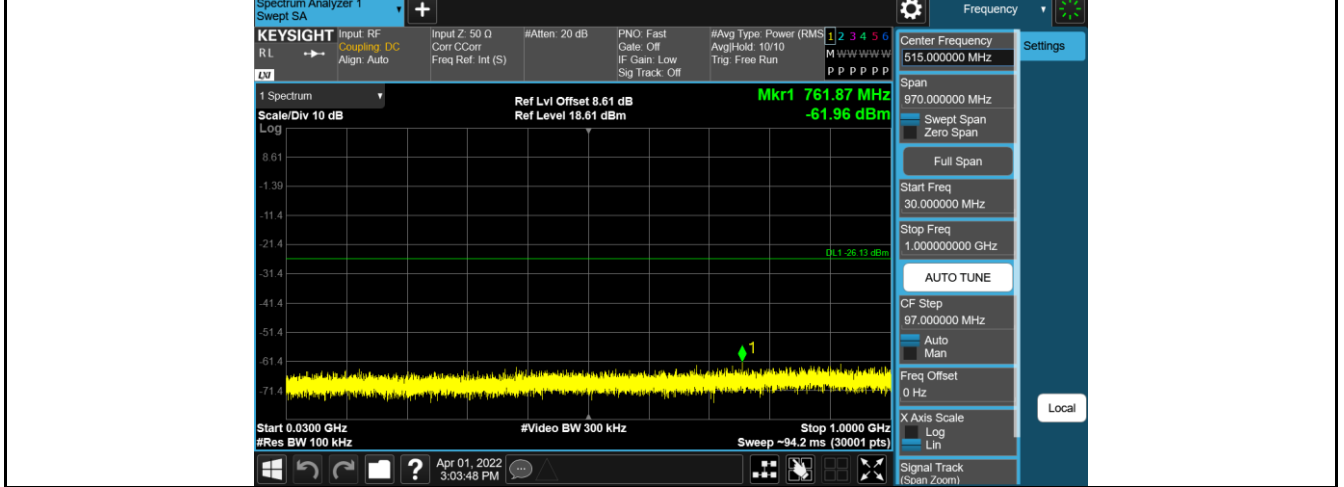 Spectrum Analyzer 1
Swept SA
+
Frequency
KEYSIGHT
R L
LXI
Input: RF
Coupling: DC
Align: Auto
Input Z: 50 Ω
Corr CCorr
Freq Ref: Int (S)
#Atten: 20 dB
PNO: Fast
Gate: Off
IF Gain: Low
Sig Track: Off
#Avg Type: Power (RMS
Avg|Hold: 10/10
Trig: Free Run
1 2 3 4 5 6
M W W W W W
P P P P P P
1 Spectrum
Scale/Div 10 dB
Log
Ref Lvl Offset 8.61 dB
Ref Level 18.61 dBm
Mkr1 761.87 MHz
-61.96 dBm
8.61
-1.39
-11.4
-21.4
DL1 -26.13 dBm
-31.4
-41.4
-51.4
-61.4
1
-71.4
Start 0.0300 GHz
#Res BW 100 kHz
#Video BW 300 kHz
Stop 1.0000 GHz
Sweep ~94.2 ms (30001 pts)
?
Apr 01, 2022
3:03:48 PM
Center Frequency
515.000000 MHz
Span
970.000000 MHz
Swept Span
Zero Span
Full Span
Start Freq
30.000000 MHz
Stop Freq
1.000000000 GHz
AUTO TUNE
CF Step
97.000000 MHz
Auto
Man
Freq Offset
0 Hz
X Axis Scale
Log
Lin
Signal Track
(Span Zoom)
Settings
Local